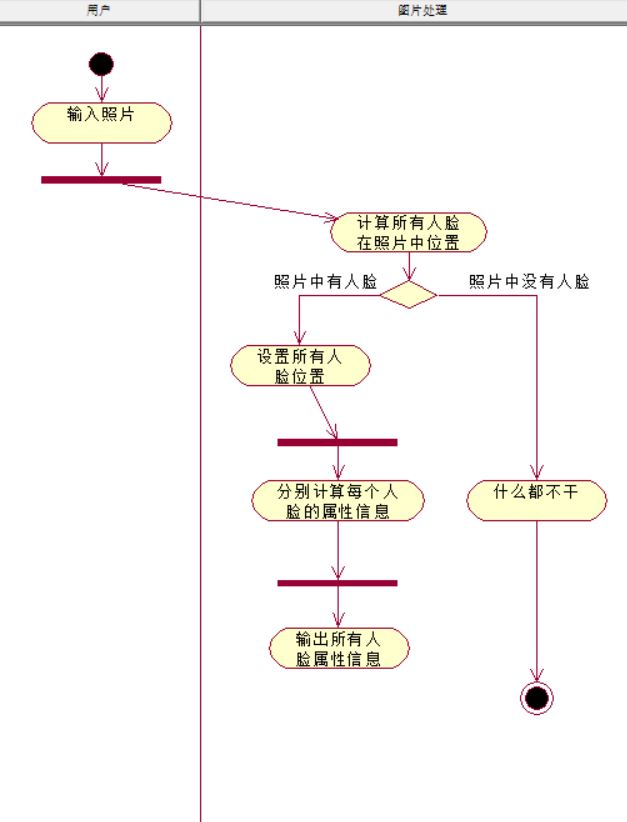 用户
图片处理
输入照片
计算所有人脸
在照片中位置
照片中有人脸
照片中没有人脸
设置所有人
脸位置
分别计算每个人
脸的属性信息
什么都不干
输出所有人
脸属性信息